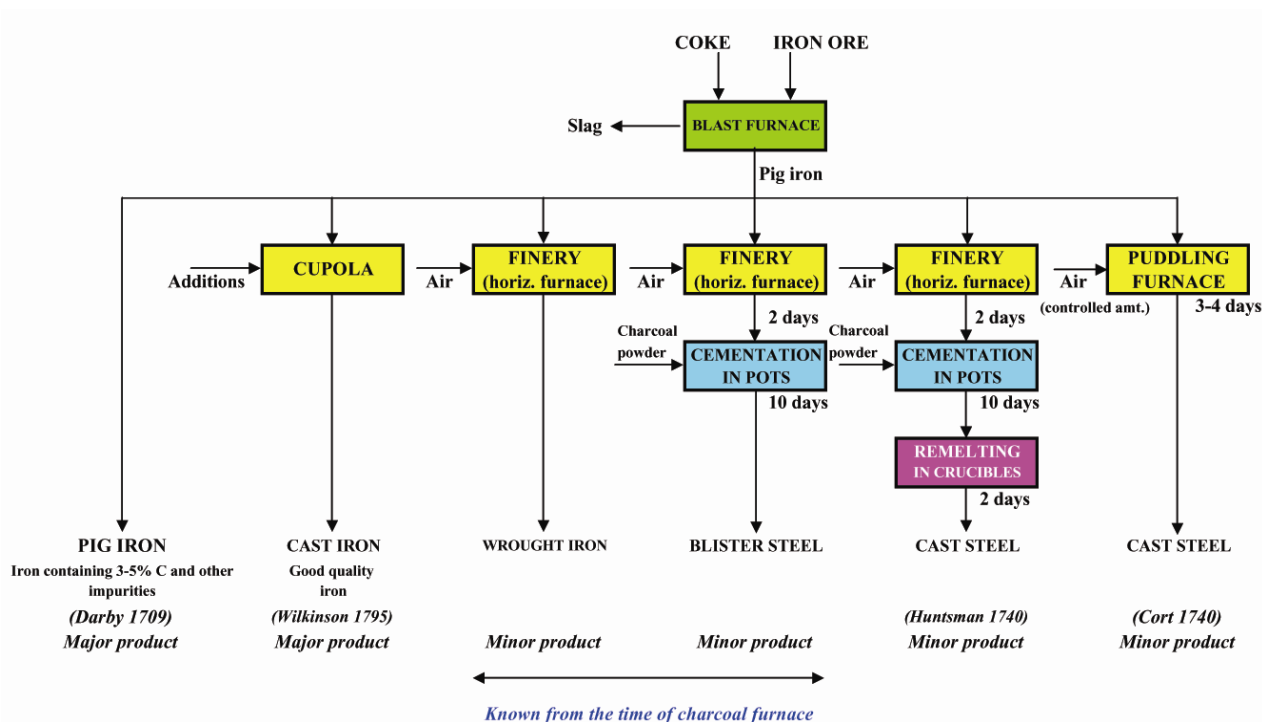 COKE
IRON ORE
BLAST FURNACE
Slag
Pig iron
Additions
CUPOLA
Air
FINERY
(horiz. furnace)
Air
FINERY
(horiz. furnace)
Air
FINERY
(horiz. furnace)
Air
(controlled amt.)
PUDDLING
FURNACE
3-4 days
2 days
2 days
Charcoal
powder
CEMENTATION
IN POTS
10 days
Charcoal
powder
CEMENTATION
IN POTS
10 days
REMELTING
IN CRUCIBLES
2 days
PIG IRON
Iron containing 3-5% C and other
impurities
(Darby 1709)
Major product
CAST IRON
Good quality
iron
(Wilkinson 1795)
Major product
WROUGHT IRON
Minor product
BLISTER STEEL
Minor product
CAST STEEL
(Huntsman 1740)
Minor product
CAST STEEL
(Cort 1740)
Minor product
Known from the time of charcoal furnace